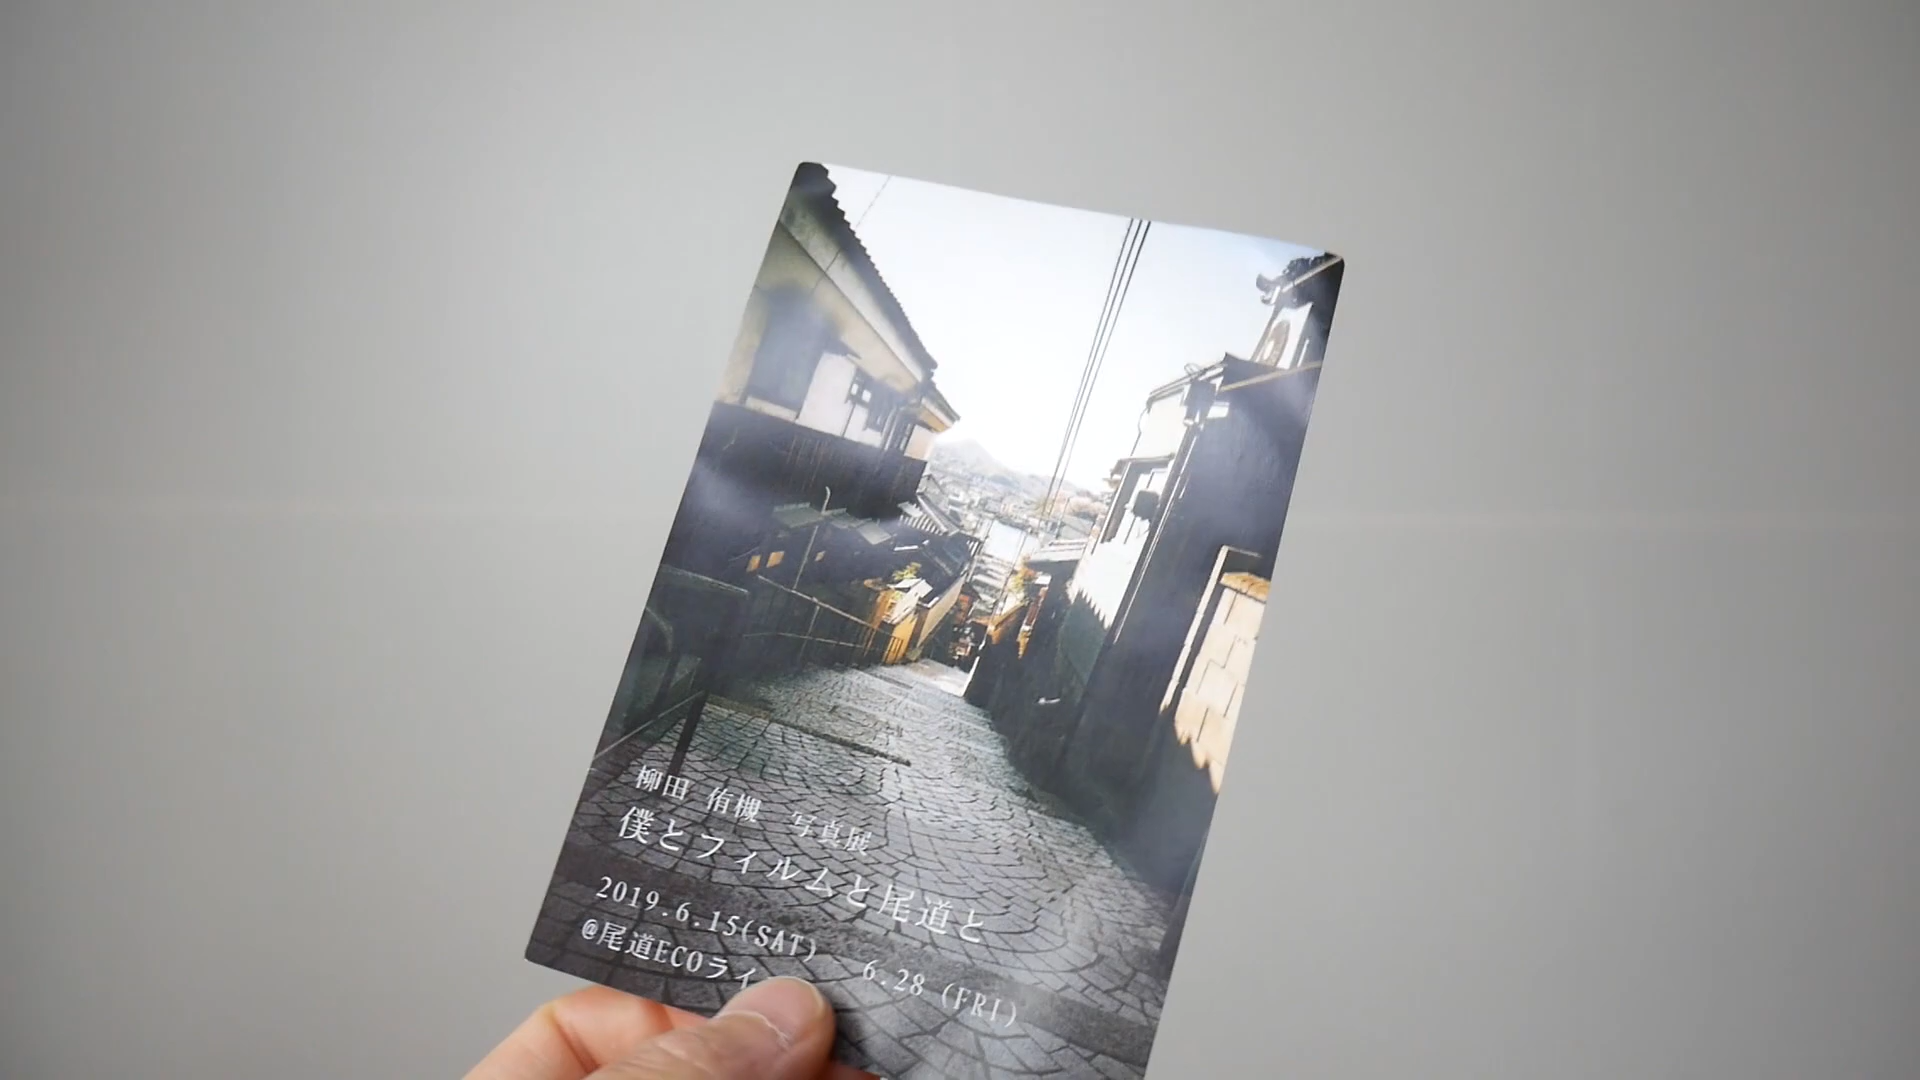 柳田 侑槻 写真展
僕とフィルムと尾道と
2019.6.15(SAT) - 6.28 (FRI)
@尾道ECOライ